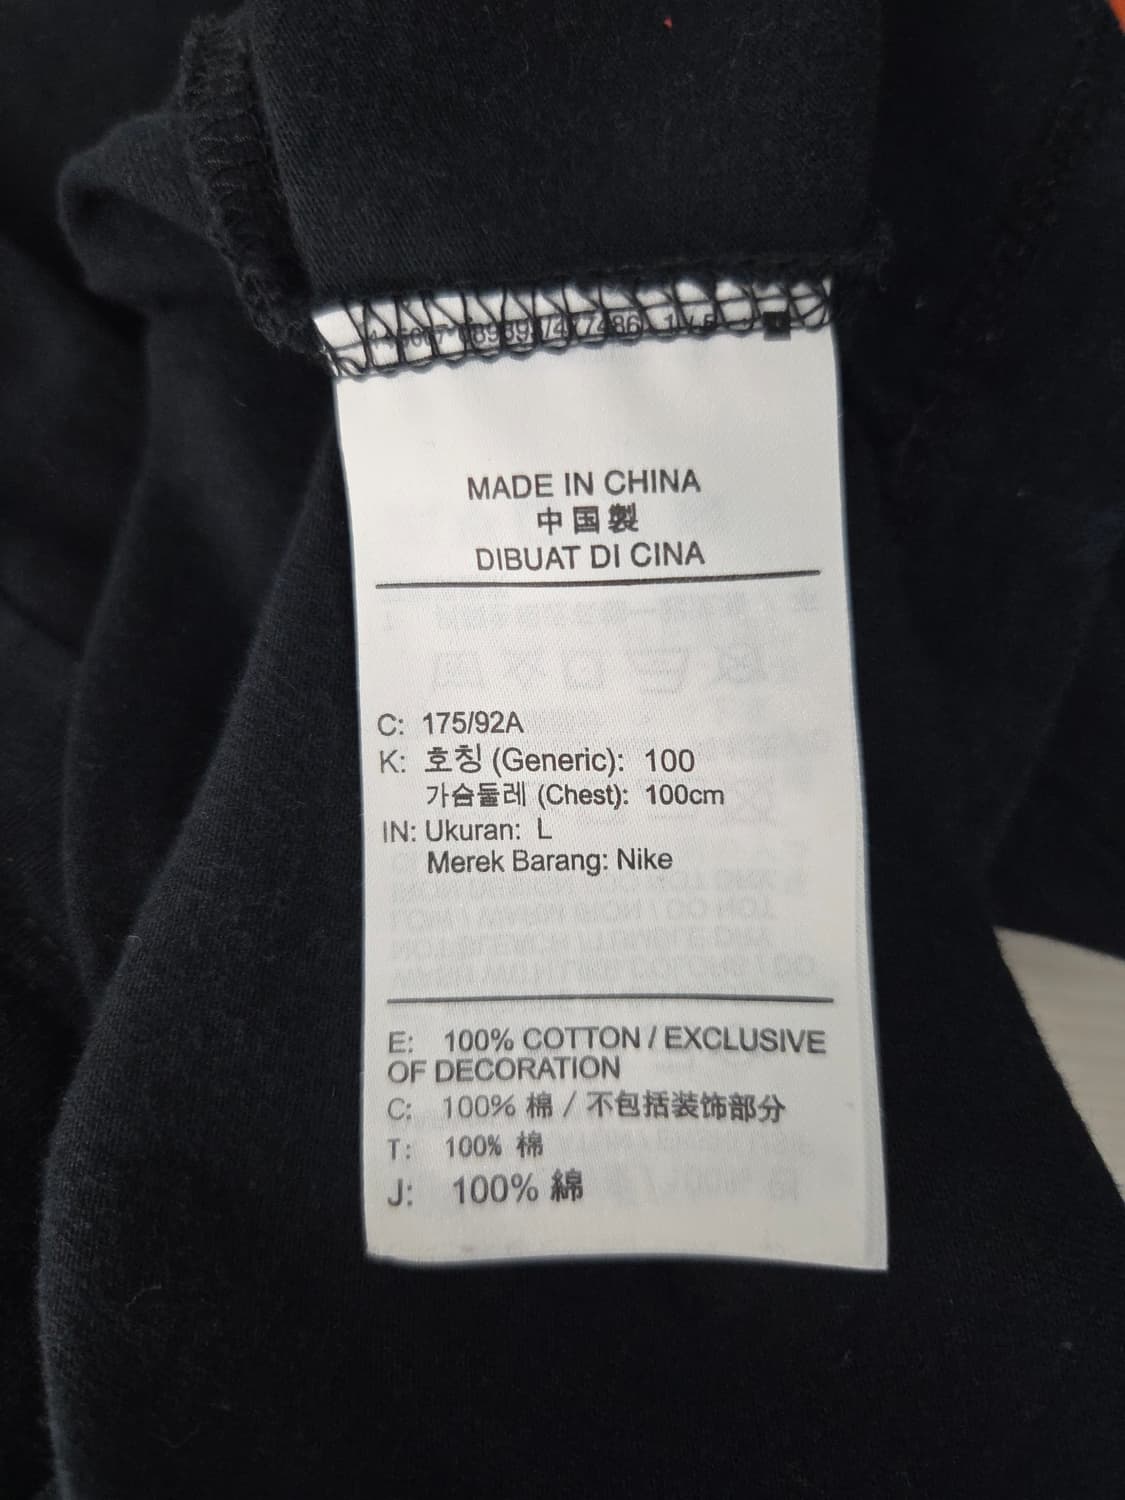 MADE IN CHINA
中国製
DIBUAT DI CINA
C: 175/92A
K: 호칭 (Generic): 100
가슴둘레 (Chest): 100cm
IN: Ukuran: L
Merek Barang: Nike
E: 100% COTTON / EXCLUSIVE
OF DECORATION
C: 100% 棉 / 不包括装饰部分
T: 100% 棉
J: 100% 綿